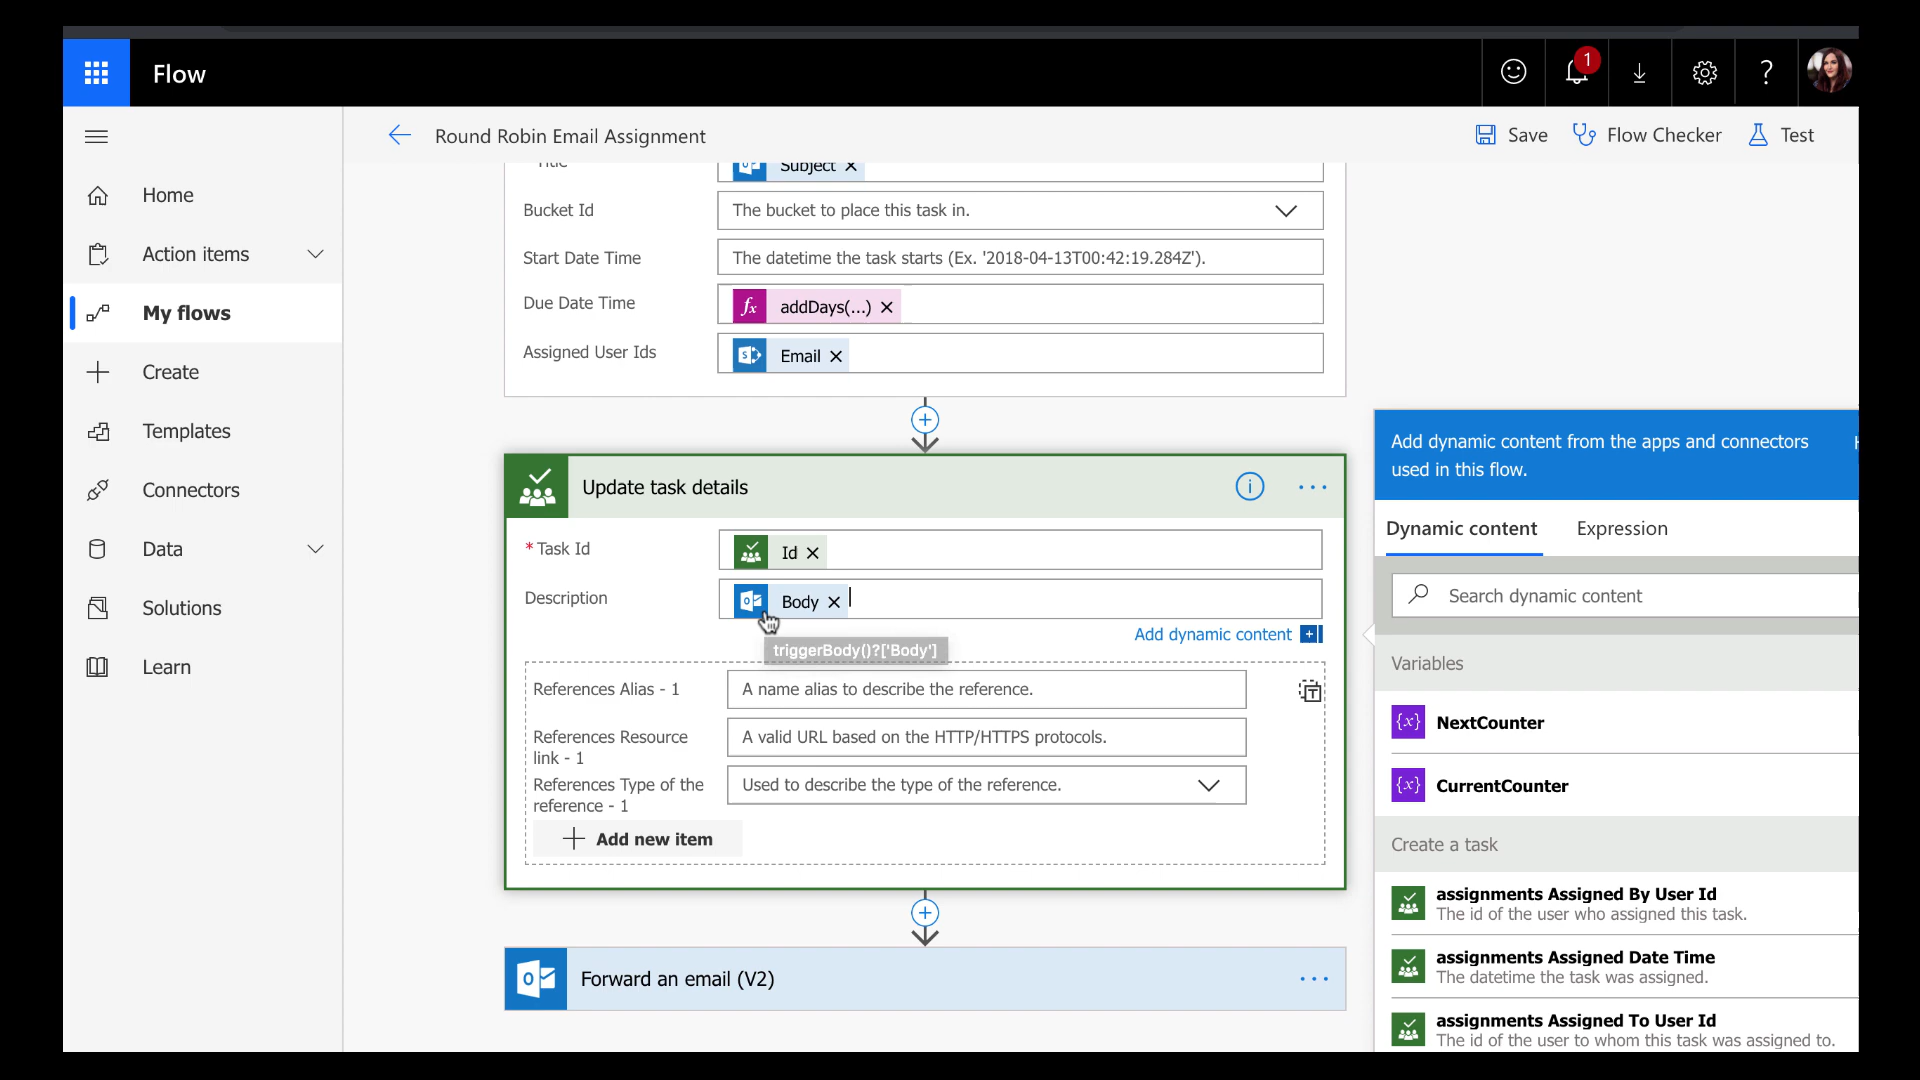 Flow
1
?
Round Robin Email Assignment
Save
Flow Checker
Test
Home
Action items
My flows
Create
Templates
Connectors
Data
Solutions
Learn
Title
Subject
Bucket Id
The bucket to place this task in.
Start Date Time
The datetime the task starts (Ex. '2018-04-13T00:42:19.284Z').
Due Date Time
fx addDays(...)
Assigned User Ids
S Email
Update task details
* Task Id
Id
Description
Body
triggerBody()?['Body']
Add dynamic content
References Alias - 1
A name alias to describe the reference.
References Resource
link - 1
A valid URL based on the HTTP/HTTPS protocols.
References Type of the
reference - 1
Used to describe the type of the reference.
Add new item
Forward an email (V2)
Add dynamic content from the apps and connectors
used in this flow.
Dynamic content
Expression
Search dynamic content
Variables
{x} NextCounter
{x} CurrentCounter
Create a task
assignments Assigned By User Id
The id of the user who assigned this task.
assignments Assigned Date Time
The datetime the task was assigned.
assignments Assigned To User Id
The id of the user to whom this task was assigned to.